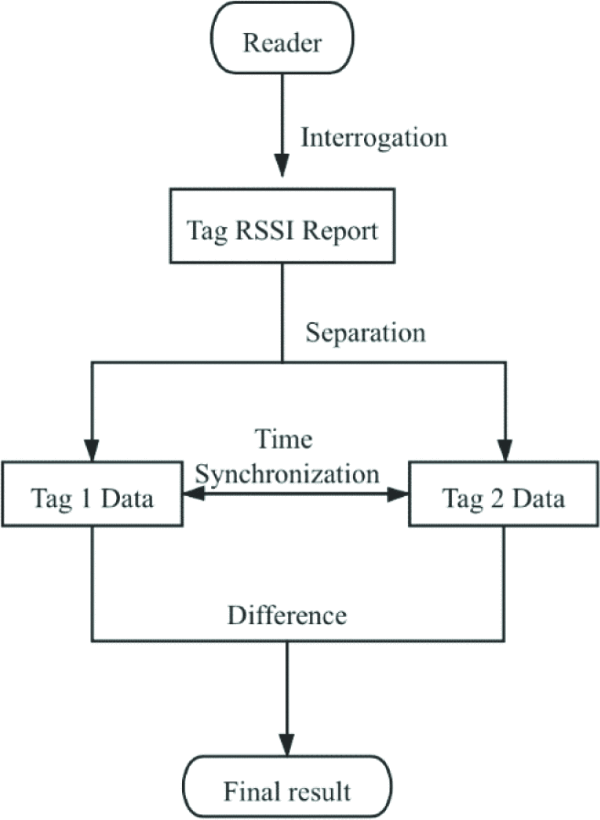 Reader
Interrogation
Tag RSSI Report
Separation
Time
Synchronization
Tag 1 Data
Tag 2 Data
Difference
Final result